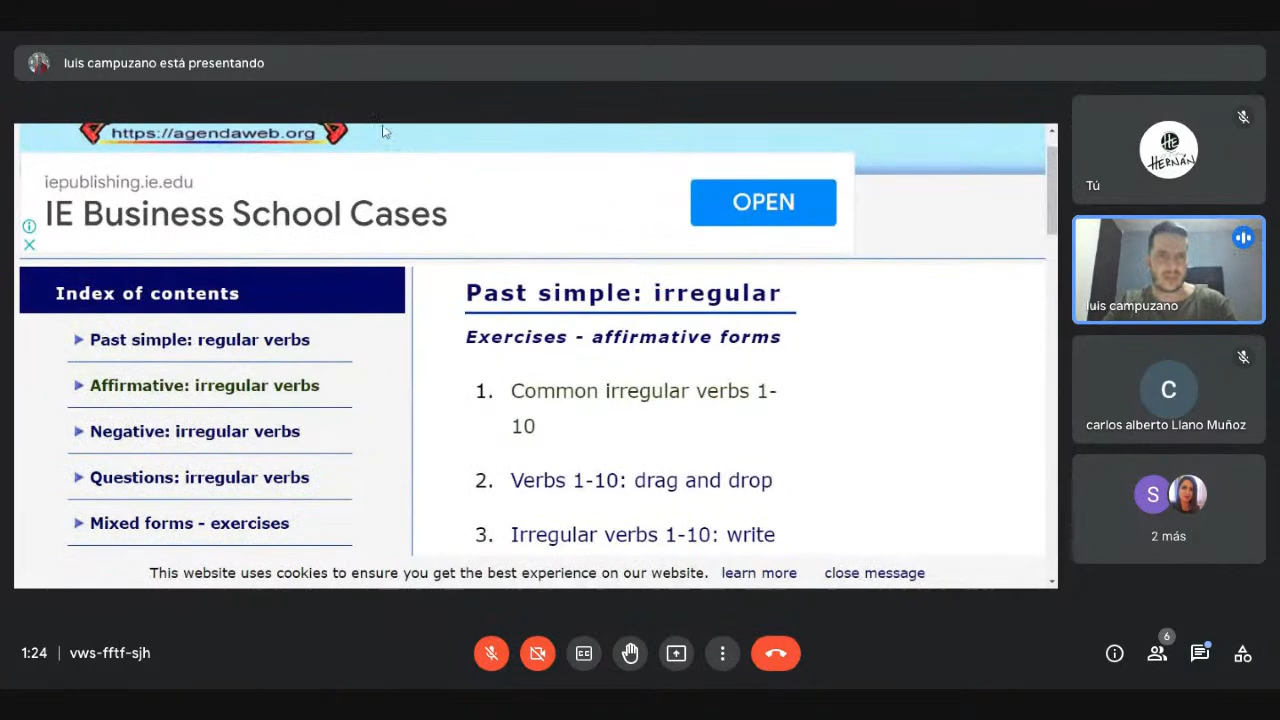 luis campuzano está presentando
https://agendaweb.org
iepublishing.ie.edu
IE Business School Cases
OPEN
Index of contents
Past simple: regular verbs
Affirmative: irregular verbs
Negative: irregular verbs
Questions: irregular verbs
Mixed forms - exercises
Past simple: irregular
Exercises - affirmative forms
1. Common irregular verbs 1-
10
2. Verbs 1-10: drag and drop
3. Irregular verbs 1-10: write
This website uses cookies to ensure you get the best experience on our website. learn more close message
HE
HERNÁN
Tú
luis campuzano
C
carlos alberto Llano Muñoz
S
2 más
1:24 | vws-fftf-sjh
CC
6